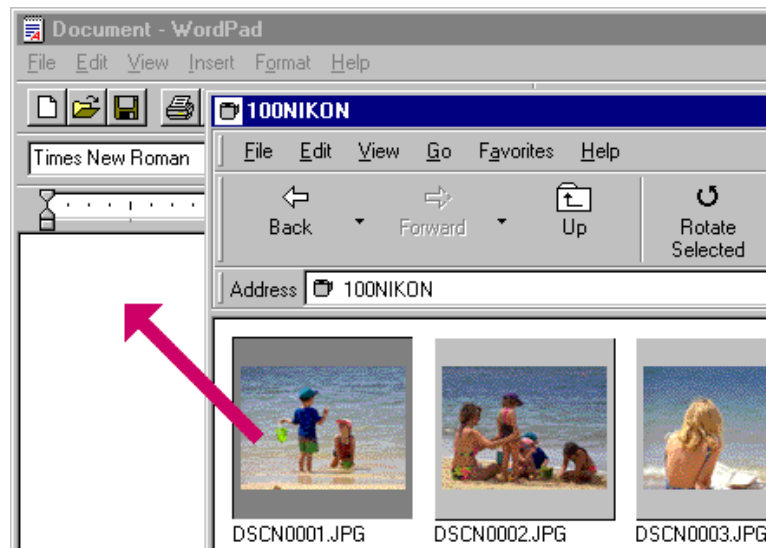 Document - WordPad
File Edit View Insert Format Help
100NIKON
Times New Roman
File Edit View Go Favorites Help
Back Forward Up Rotate Selected
Address 100NIKON
DSCN0001.JPG DSCN0002.JPG DSCN0003.JPG